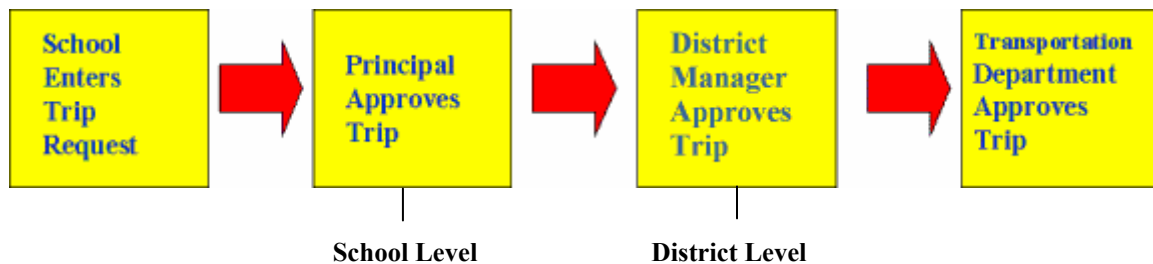 School
Enters
Trip
Request
Principal
Approves
Trip
District
Manager
Approves
Trip
Transportation
Department
Approves
Trip
School Level
District Level